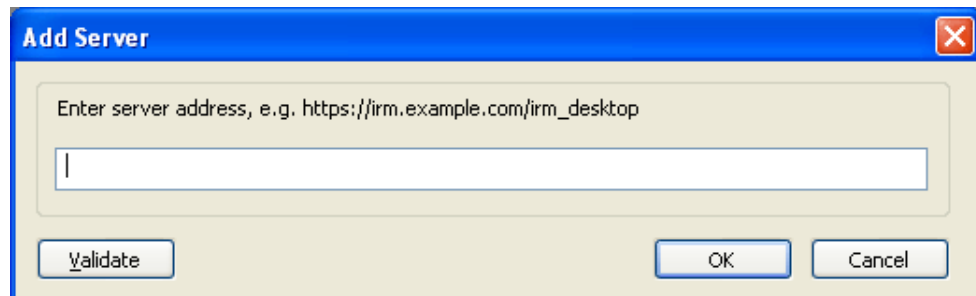 Add Server
Enter server address, e.g. https://irm.example.com/irm_desktop
Validate OK Cancel